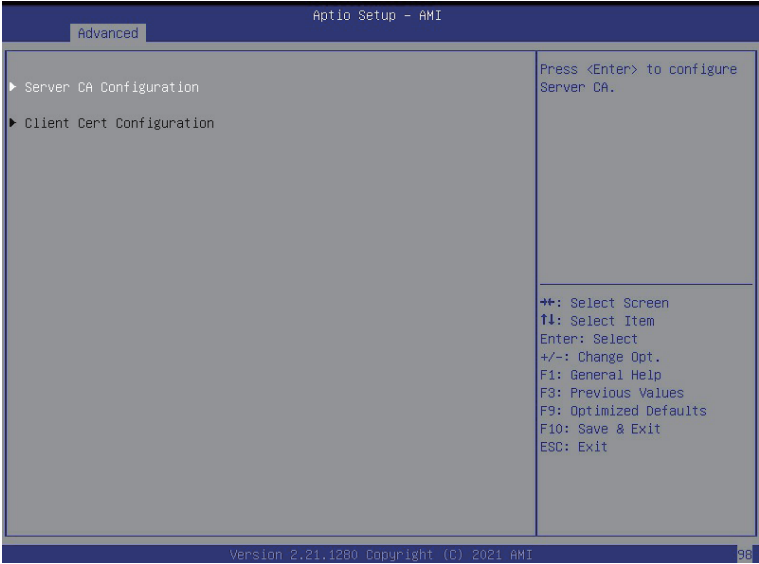 Aptio Setup – AMI
Advanced
▶ Server CA Configuration
▶ Client Cert Configuration
Press <Enter> to configure
Server CA.
→←: Select Screen
↑↓: Select Item
Enter: Select
+/-: Change Opt.
F1: General Help
F3: Previous Values
F9: Optimized Defaults
F10: Save & Exit
ESC: Exit
Version 2.21.1280 Copyright (C) 2021 AMI
98